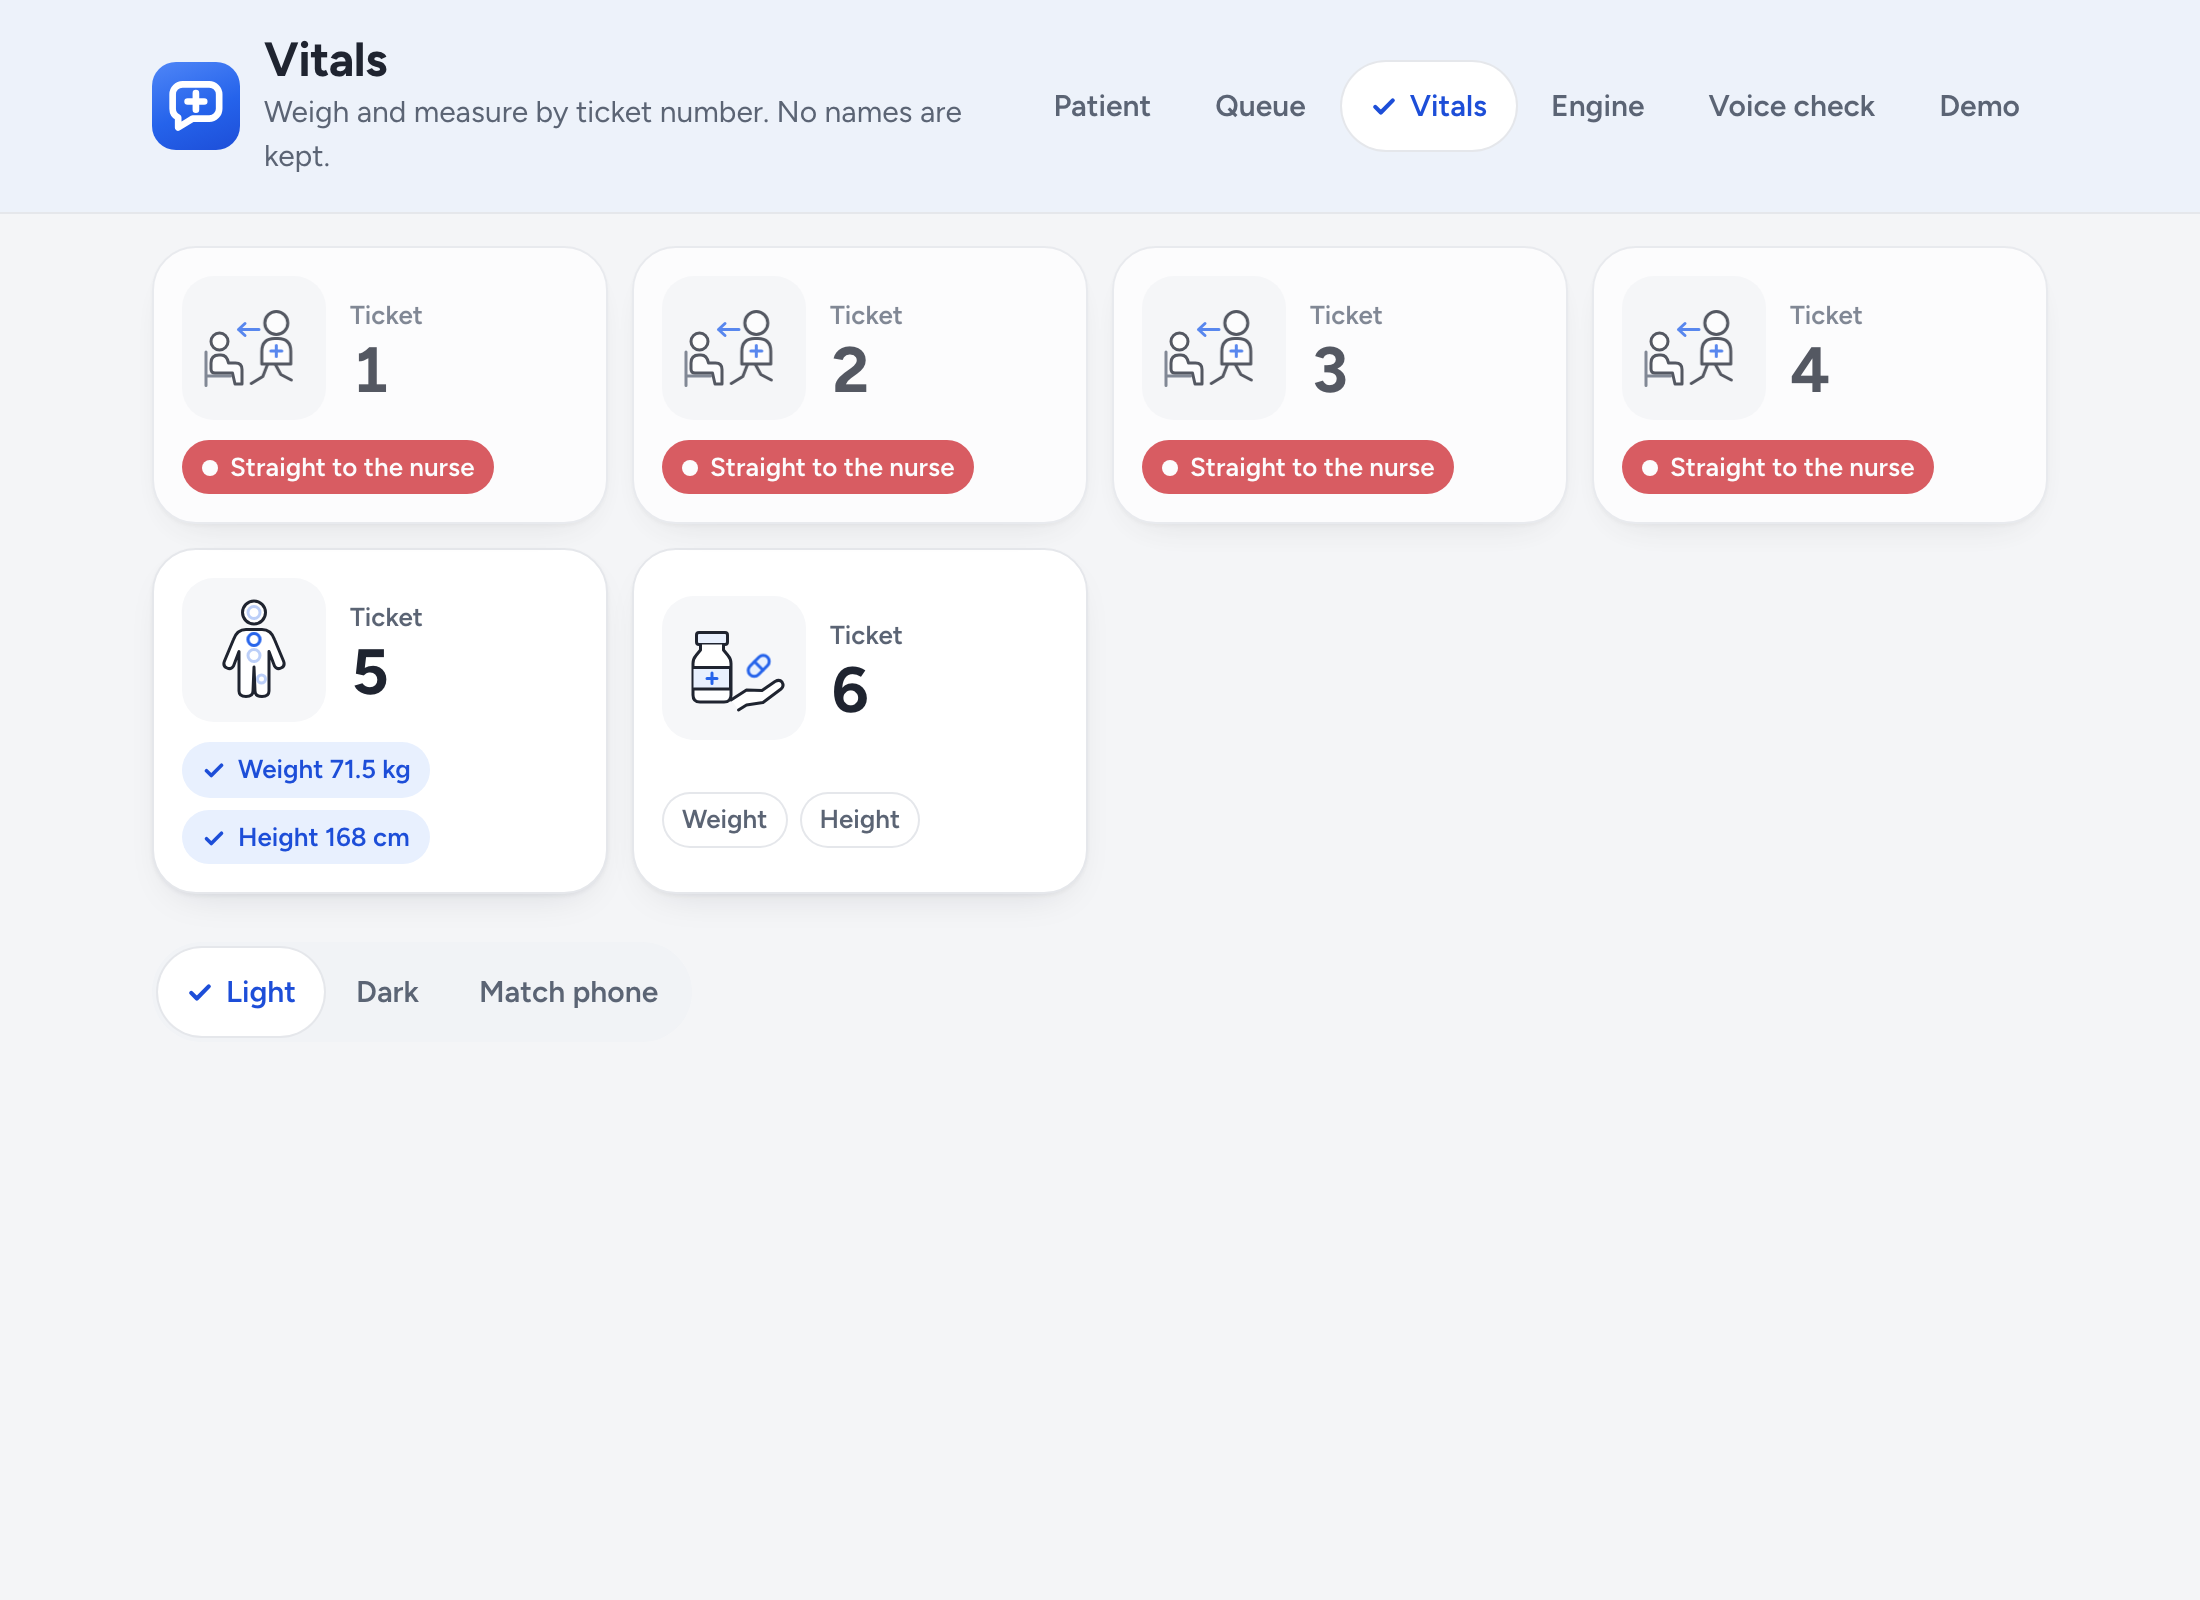 Vitals
Weigh and measure by ticket number. No names are
kept.
Patient
Queue
Vitals
Engine
Voice check
Demo
Ticket
1
Straight to the nurse
Ticket
2
Straight to the nurse
Ticket
3
Straight to the nurse
Ticket
4
Straight to the nurse
Ticket
5
Weight 71.5 kg
Height 168 cm
Ticket
6
Weight
Height
Light
Dark
Match phone